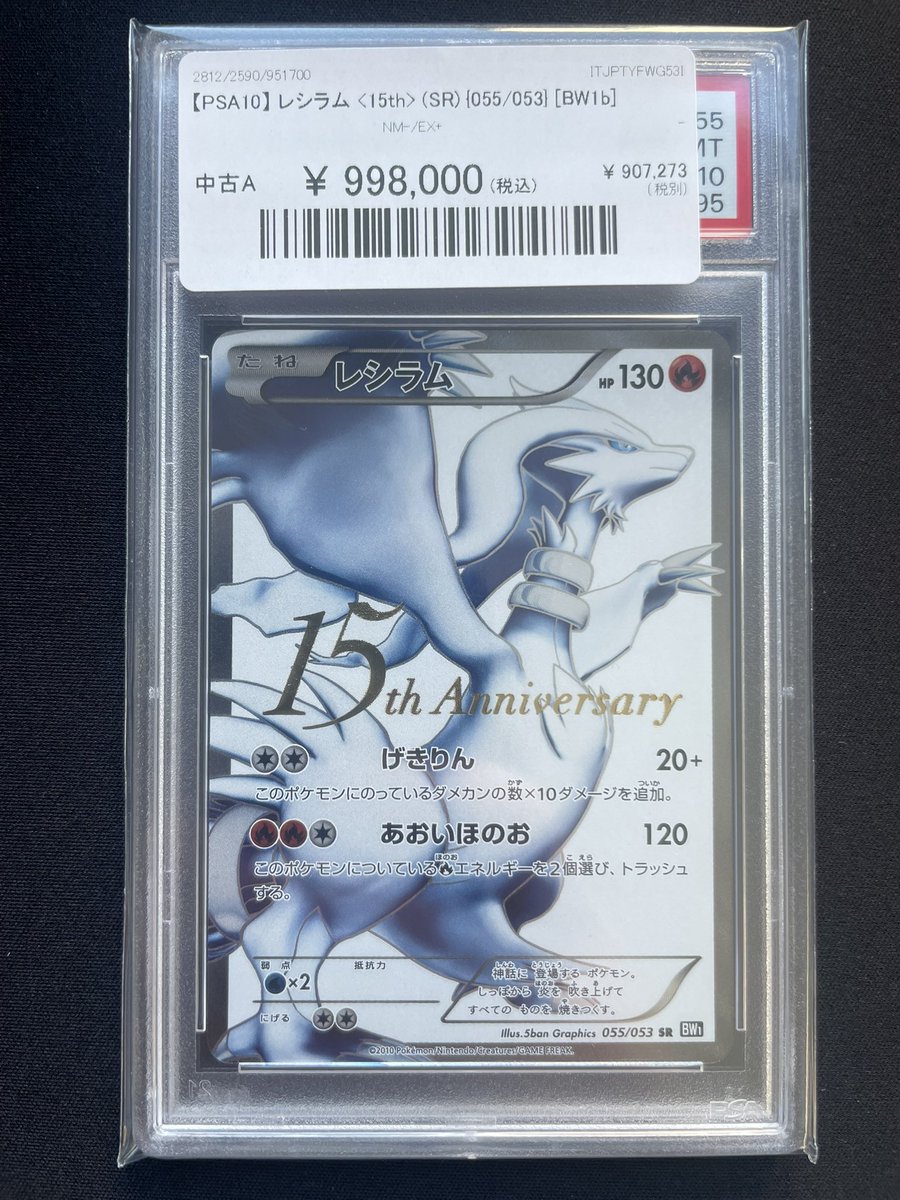 2812/2590/951700 ITJPTYFWG53I
【PSA10】レシラム <15th> (SR) {055/053} [BW1b]
NM-/EX+ -
中古A ¥ 998,000 (税込) ¥ 907,273
(税別)
55
MT
10
95
たね レシラム HP 130
15th Anniversary
げきりん 20+
このポケモンにのっているダメカンの数×10ダメージを追加。
あおいほのお 120
このポケモンについているエネルギーを2個選び、トラッシュ
する。
弱点 抵抗力
×2
にげる
神話に 登場する ポケモン。
しっぽから 炎を 吹き上げて
すべての ものを 焼きつくす。
Illus.5ban Graphics 055/053 SR BW1
©2010 Pokémon/Nintendo/Creatures/GAME FREAK.